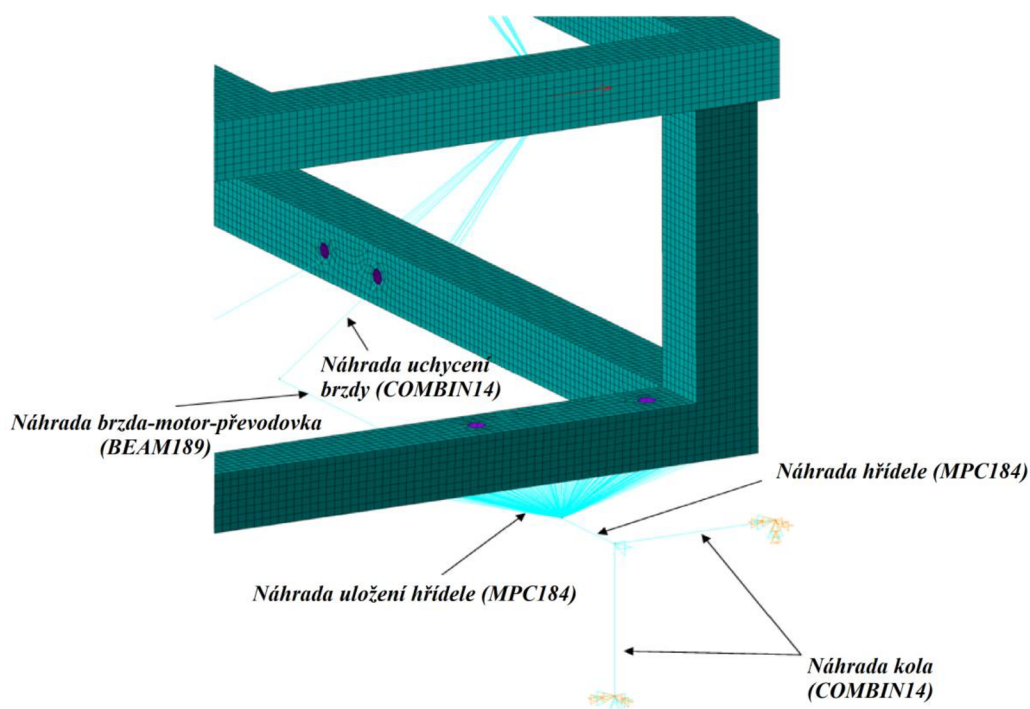 Náhrada uchycení
brzdy (COMBIN14)
Náhrada brzda-motor-převodovka
(BEAM189)
Náhrada hřídele (MPC184)
Náhrada uložení hřídele (MPC184)
Náhrada kola
(COMBIN14)